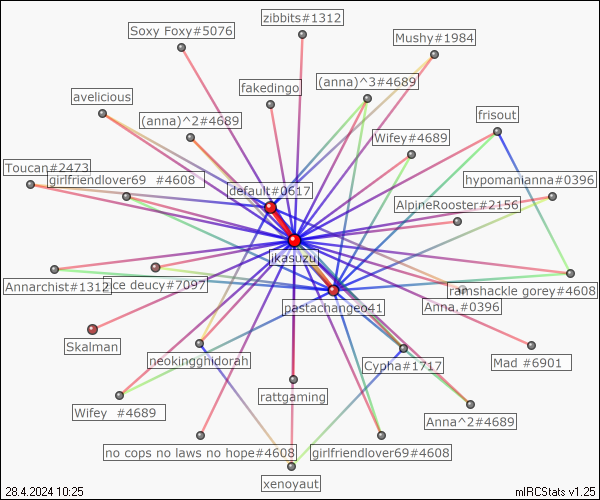 zibbits#1312
Soxy Foxy#5076
Mushy#1984
(anna)^3#4689
fakedingo
avelicious
frisout
(anna)^2#4689
Wifey#4689
Toucan#2473
girlfriendlover69 #4608
hypomanianna#0396
default#0617
AlpineRooster#2156
jikasuzu
Annarchist#1312
ice deucy#7097
ramshackle gorey#4608
pastachangeo41
Anna.#0396
Skalman
neokingghidorah
Cypha#1717
Mad #6901
rattgaming
Wifey #4689
Anna^2#4689
no cops no laws no hope#4608
girlfriendlover69#4608
xenoyaut
28.4.2024 10:25
mIRCStats v1.25